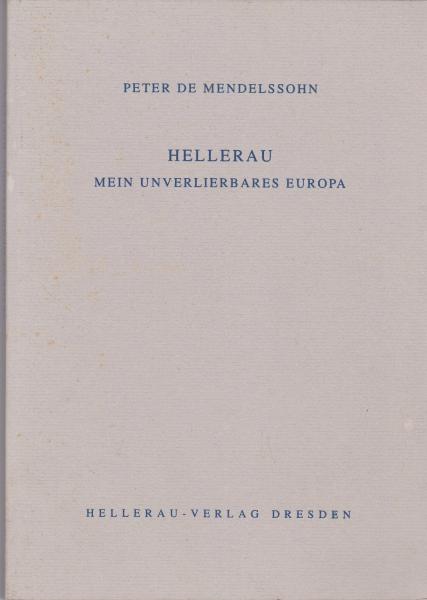 PETER DE MENDELSSOHN
HELLERAU
MEIN UNVERLIERBARES EUROPA
HELLERAU-VERLAG DRESDEN